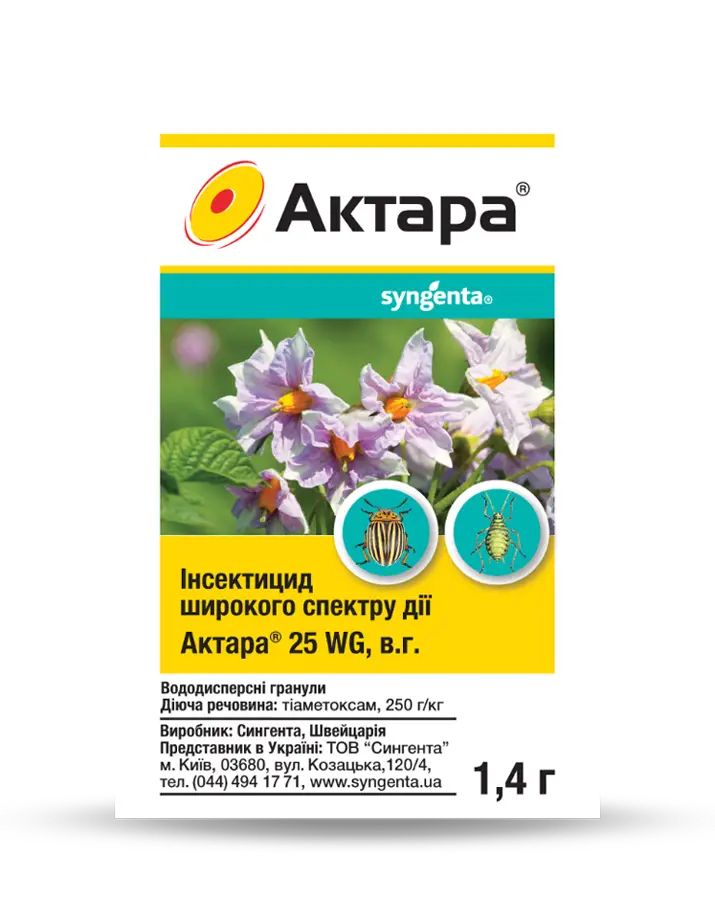 Актара®
syngenta®
Інсектицид
широкого спектру дії
Актара® 25 WG, в.г.
Вододисперсні гранули
Діюча речовина: тіаметоксам, 250 г/кг
Виробник: Сингента, Швейцарія
Представник в Україні: ТОВ “Сингента”
м. Київ, 03680, вул. Козацька,120/4,
тел. (044) 494 17 71, www.syngenta.ua
1,4 г